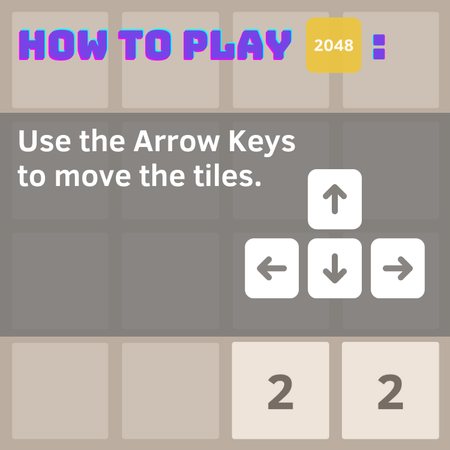 HOW TO PLAY 2048 :
Use the Arrow Keys
to move the tiles.
↑
← ↓ →
2 2